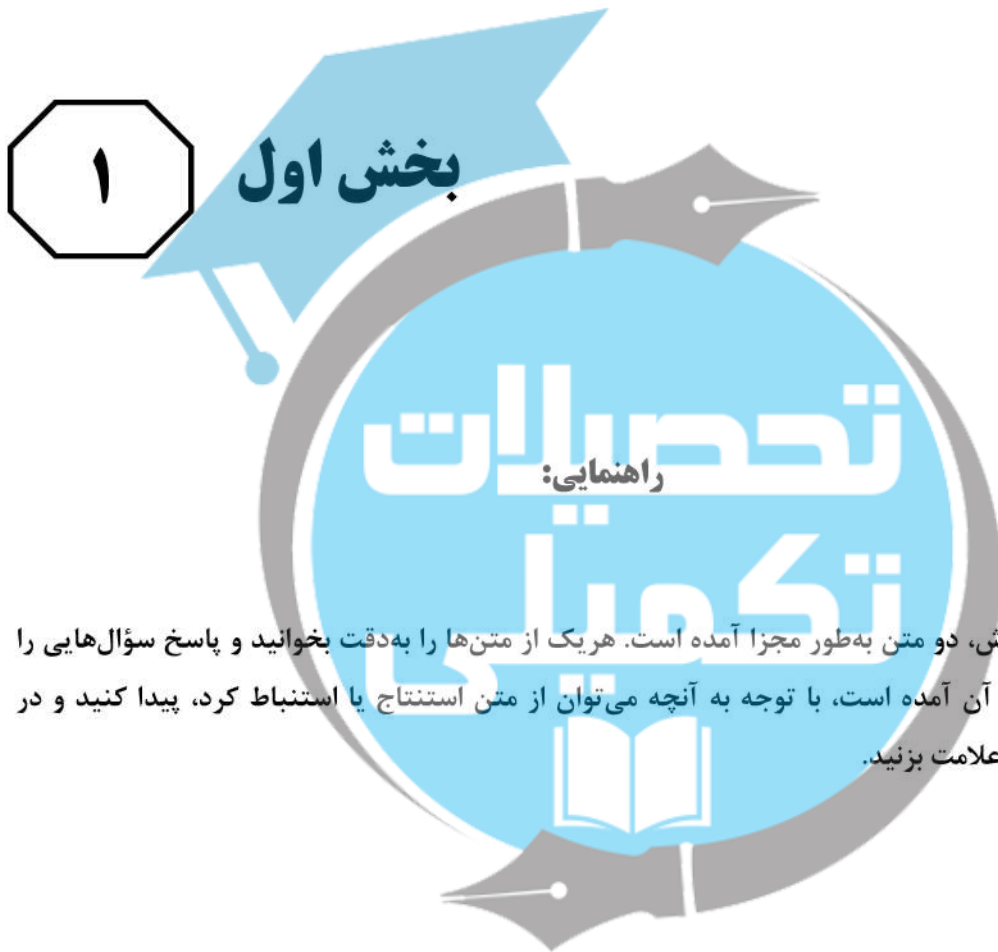 ۱
بخش اول
تحصیلات
راهنمایی:
تکمیلی
دو متن به‌طور مجزا آمده است. هریک از متن‌ها را به‌دقت بخوانید و پاسخ سؤال‌هایی را
آن آمده است، با توجه به آنچه می‌توان از متن استنتاج یا استنباط کرد، پیدا کنید و در
علامت بزنید.